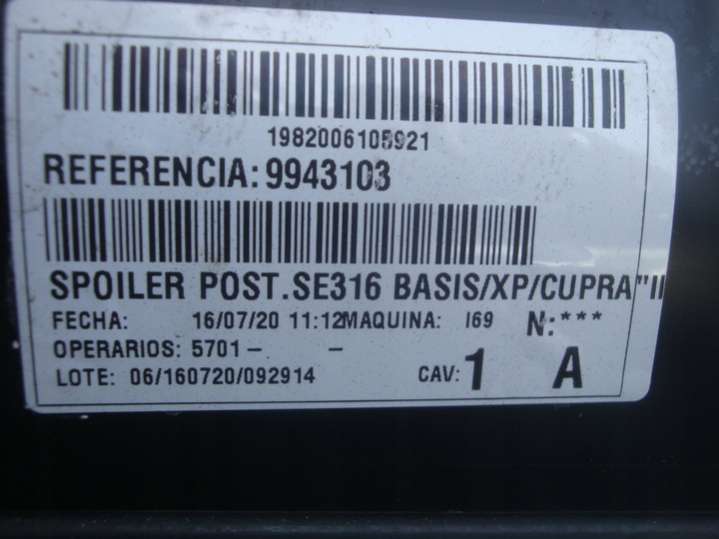 1982006105921
REFERENCIA: 9943103
SPOILER POST.SE316 BASIS/XP/CUPRA"II
FECHA: 16/07/20 11:12 MAQUINA: I69 N:***
OPERARIOS: 5701- -
LOTE: 06/160720/092914 CAV: 1 A